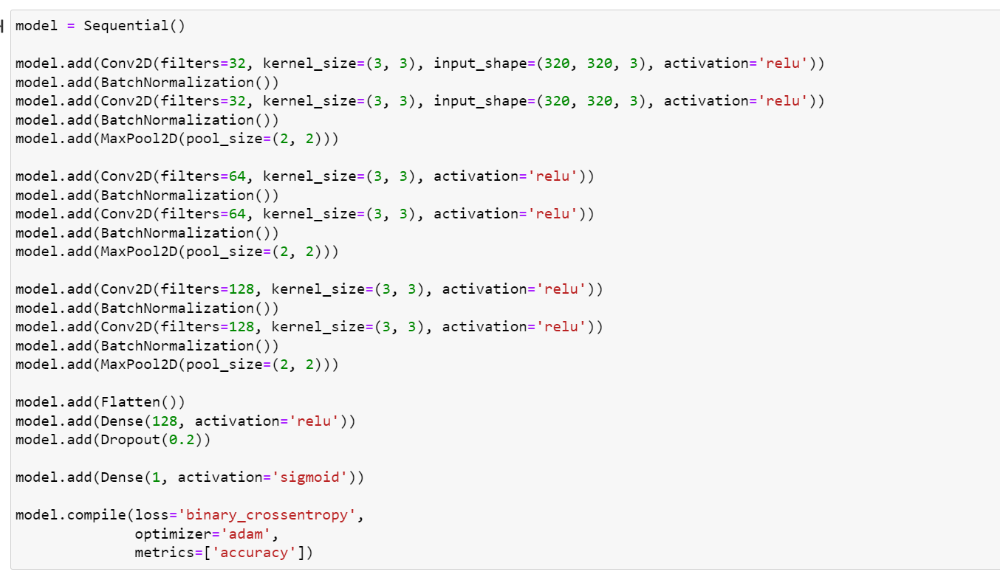 model = Sequential()
model.add(Conv2D(filters=32, kernel_size=(3, 3), input_shape=(320, 320, 3), activation='relu'))
model.add(BatchNormalization())
model.add(Conv2D(filters=32, kernel_size=(3, 3), input_shape=(320, 320, 3), activation='relu'))
model.add(BatchNormalization())
model.add(MaxPool2D(pool_size=(2, 2)))
model.add(Conv2D(filters=64, kernel_size=(3, 3), activation='relu'))
model.add(BatchNormalization())
model.add(Conv2D(filters=64, kernel_size=(3, 3), activation='relu'))
model.add(BatchNormalization())
model.add(MaxPool2D(pool_size=(2, 2)))
model.add(Conv2D(filters=128, kernel_size=(3, 3), activation='relu'))
model.add(BatchNormalization())
model.add(Conv2D(filters=128, kernel_size=(3, 3), activation='relu'))
model.add(BatchNormalization())
model.add(MaxPool2D(pool_size=(2, 2)))
model.add(Flatten())
model.add(Dense(128, activation='relu'))
model.add(Dropout(0.2))
model.add(Dense(1, activation='sigmoid'))
model.compile(loss='binary_crossentropy',
              optimizer='adam',
              metrics=['accuracy'])